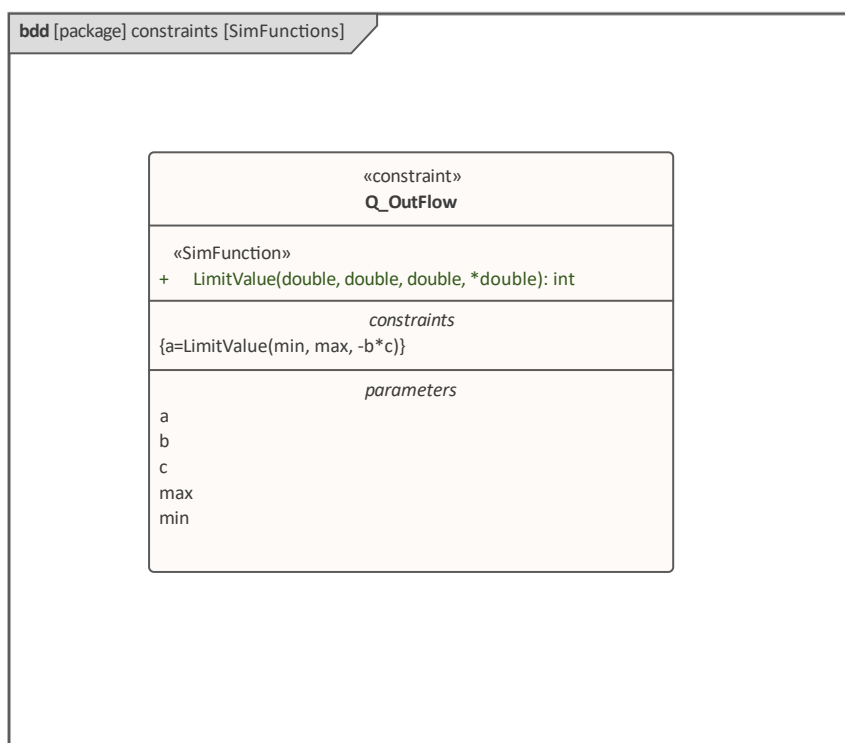 bdd [package] constraints [SimFunctions]
«constraint»
Q_OutFlow
«SimFunction»
+ LimitValue(double, double, double, *double): int
constraints
{a=LimitValue(min, max, -b*c)}
parameters
a
b
c
max
min